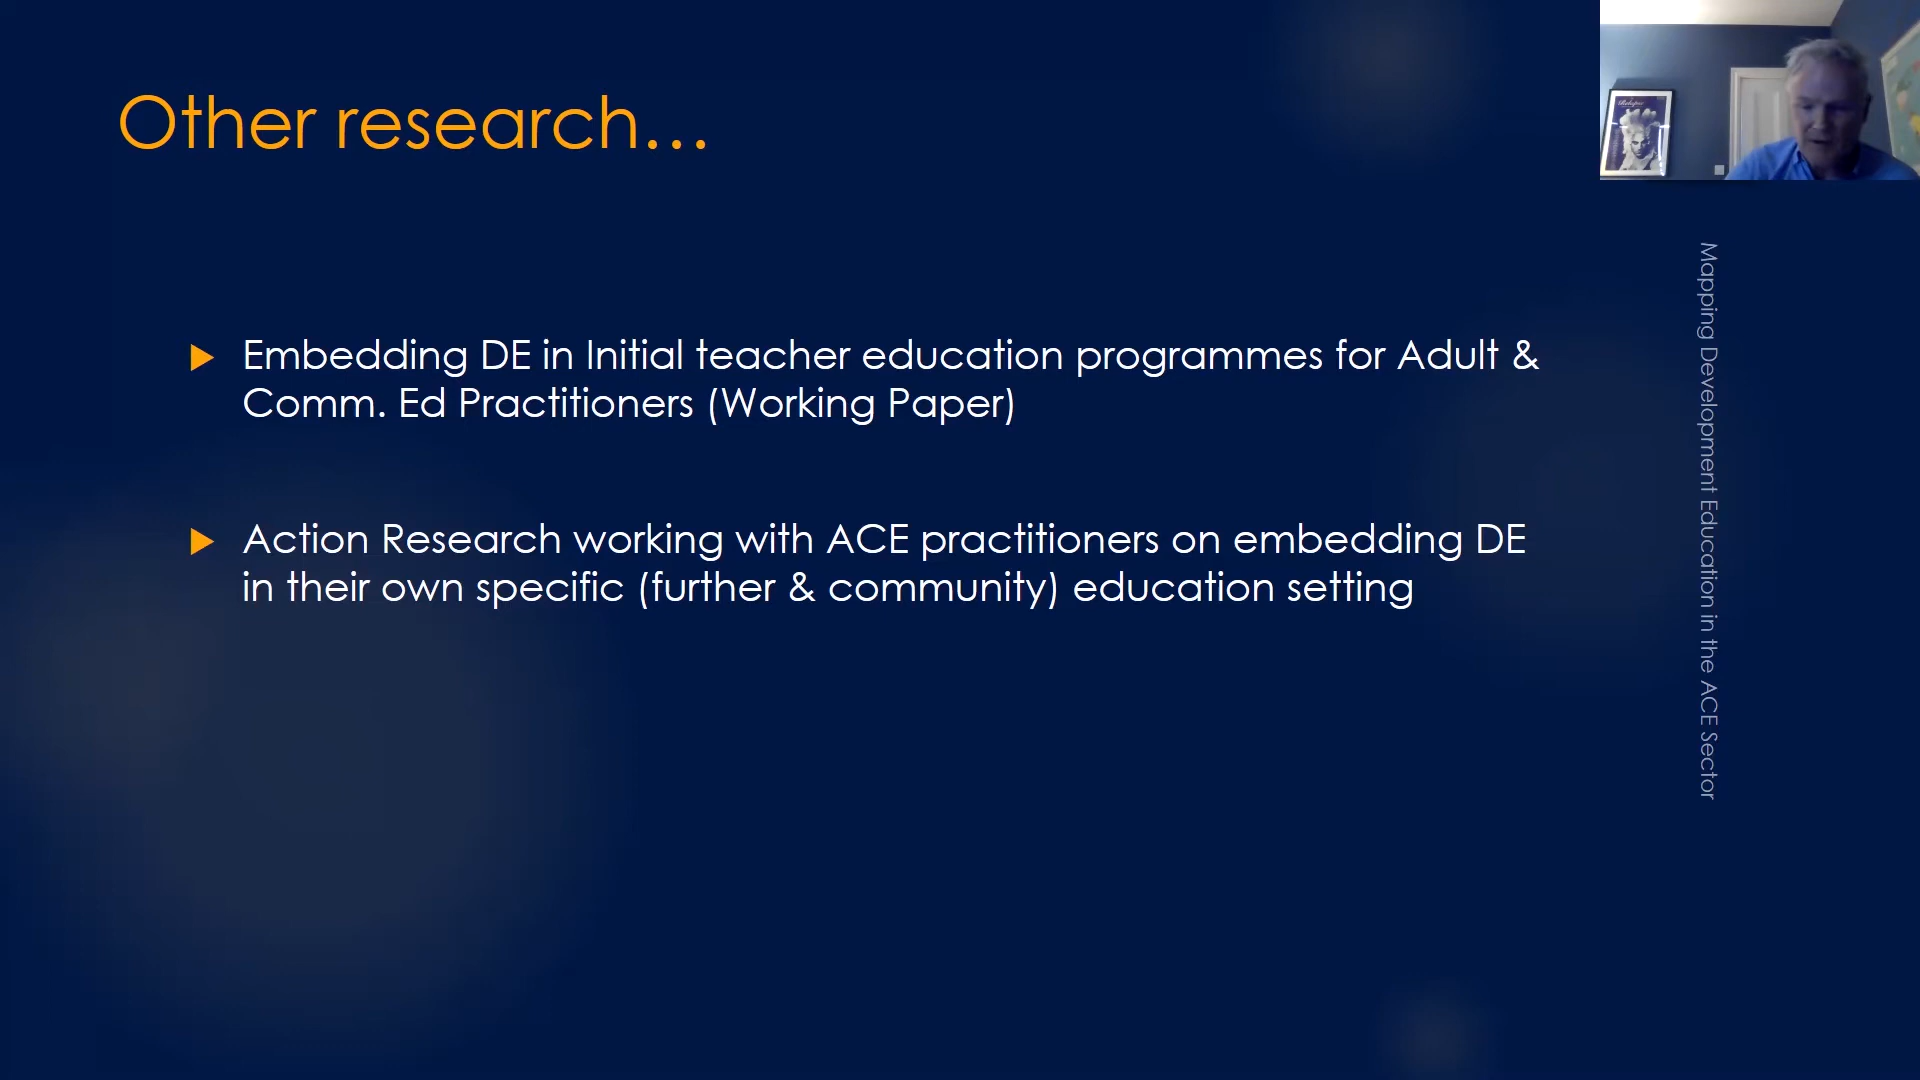 Other research...
Embedding DE in Initial teacher education programmes for Adult &
Comm. Ed Practitioners (Working Paper)
Action Research working with ACE practitioners on embedding DE
in their own specific (further & community) education setting
Mapping Development Education in the ACE Sector